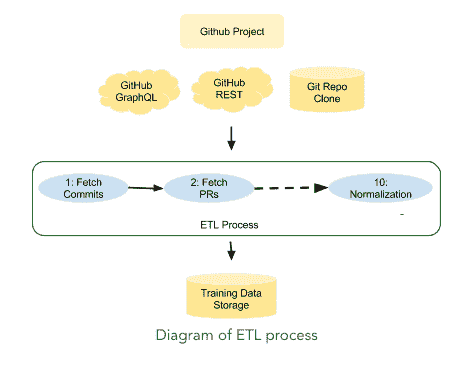 Github Project
GitHub
GraphQL
GitHub
REST
Git Repo
Clone
1: Fetch
Commits
2: Fetch
PRs
10:
Normalization
ETL Process
Training Data
Storage
Diagram of ETL process